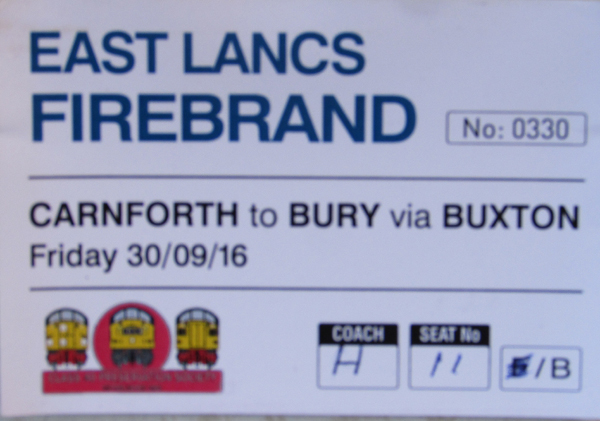 EAST LANCS
FIREBRAND
No: 0330
CARNFORTH to BURY via BUXTON
Friday 30/09/16
COACH
H
SEAT No
11
/B